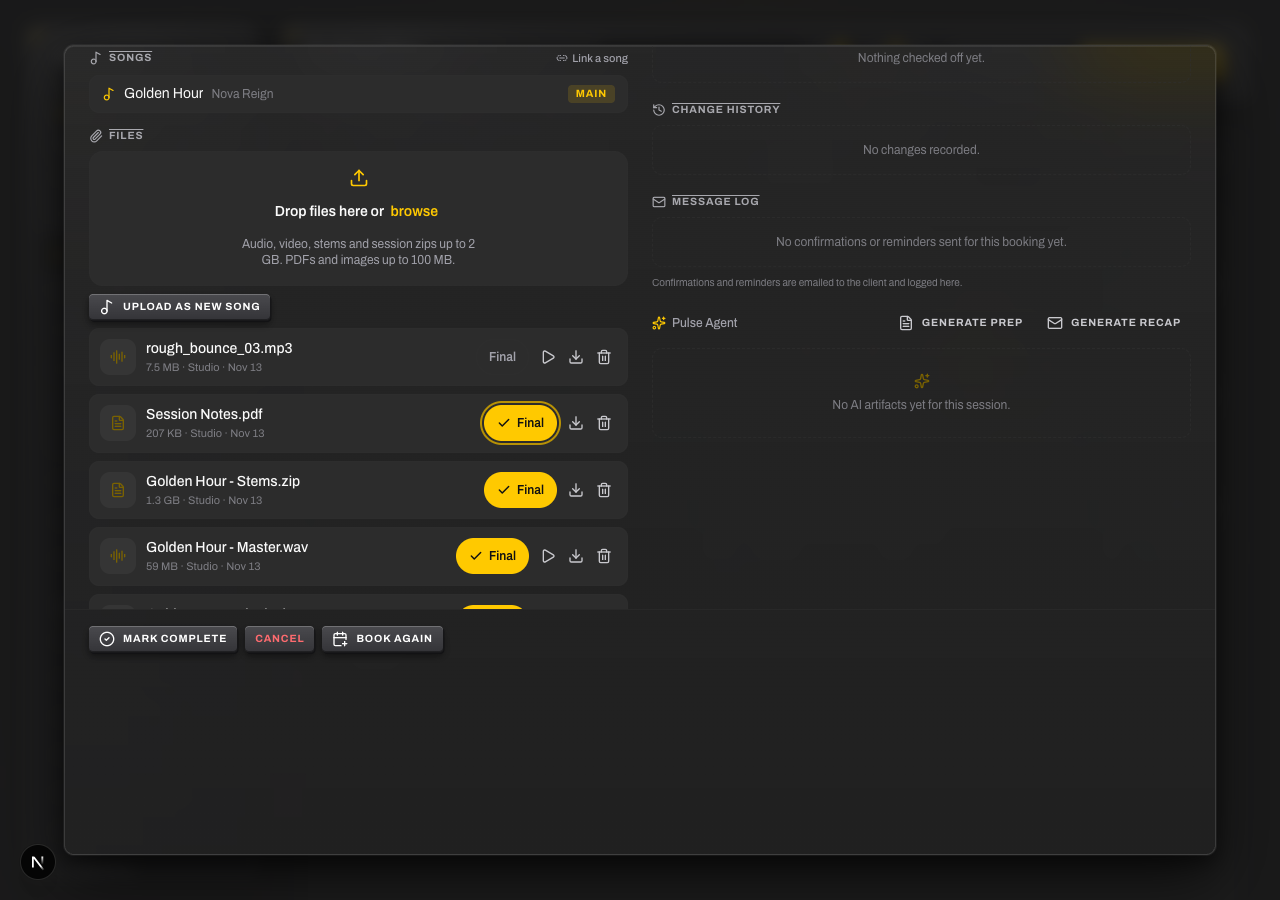 SONGS
Link a song
Golden Hour Nova Reign
MAIN
FILES
Drop files here or browse
Audio, video, stems and session zips up to 2
GB. PDFs and images up to 100 MB.
UPLOAD AS NEW SONG
rough_bounce_03.mp3
7.5 MB · Studio · Nov 13
Final
Session Notes.pdf
207 KB · Studio · Nov 13
Final
Golden Hour - Stems.zip
1.3 GB · Studio · Nov 13
Final
Golden Hour - Master.wav
59 MB · Studio · Nov 13
Final
Nothing checked off yet.
CHANGE HISTORY
No changes recorded.
MESSAGE LOG
No confirmations or reminders sent for this booking yet.
Confirmations and reminders are emailed to the client and logged here.
Pulse Agent
GENERATE PREP
GENERATE RECAP
No AI artifacts yet for this session.
MARK COMPLETE
CANCEL
BOOK AGAIN
N